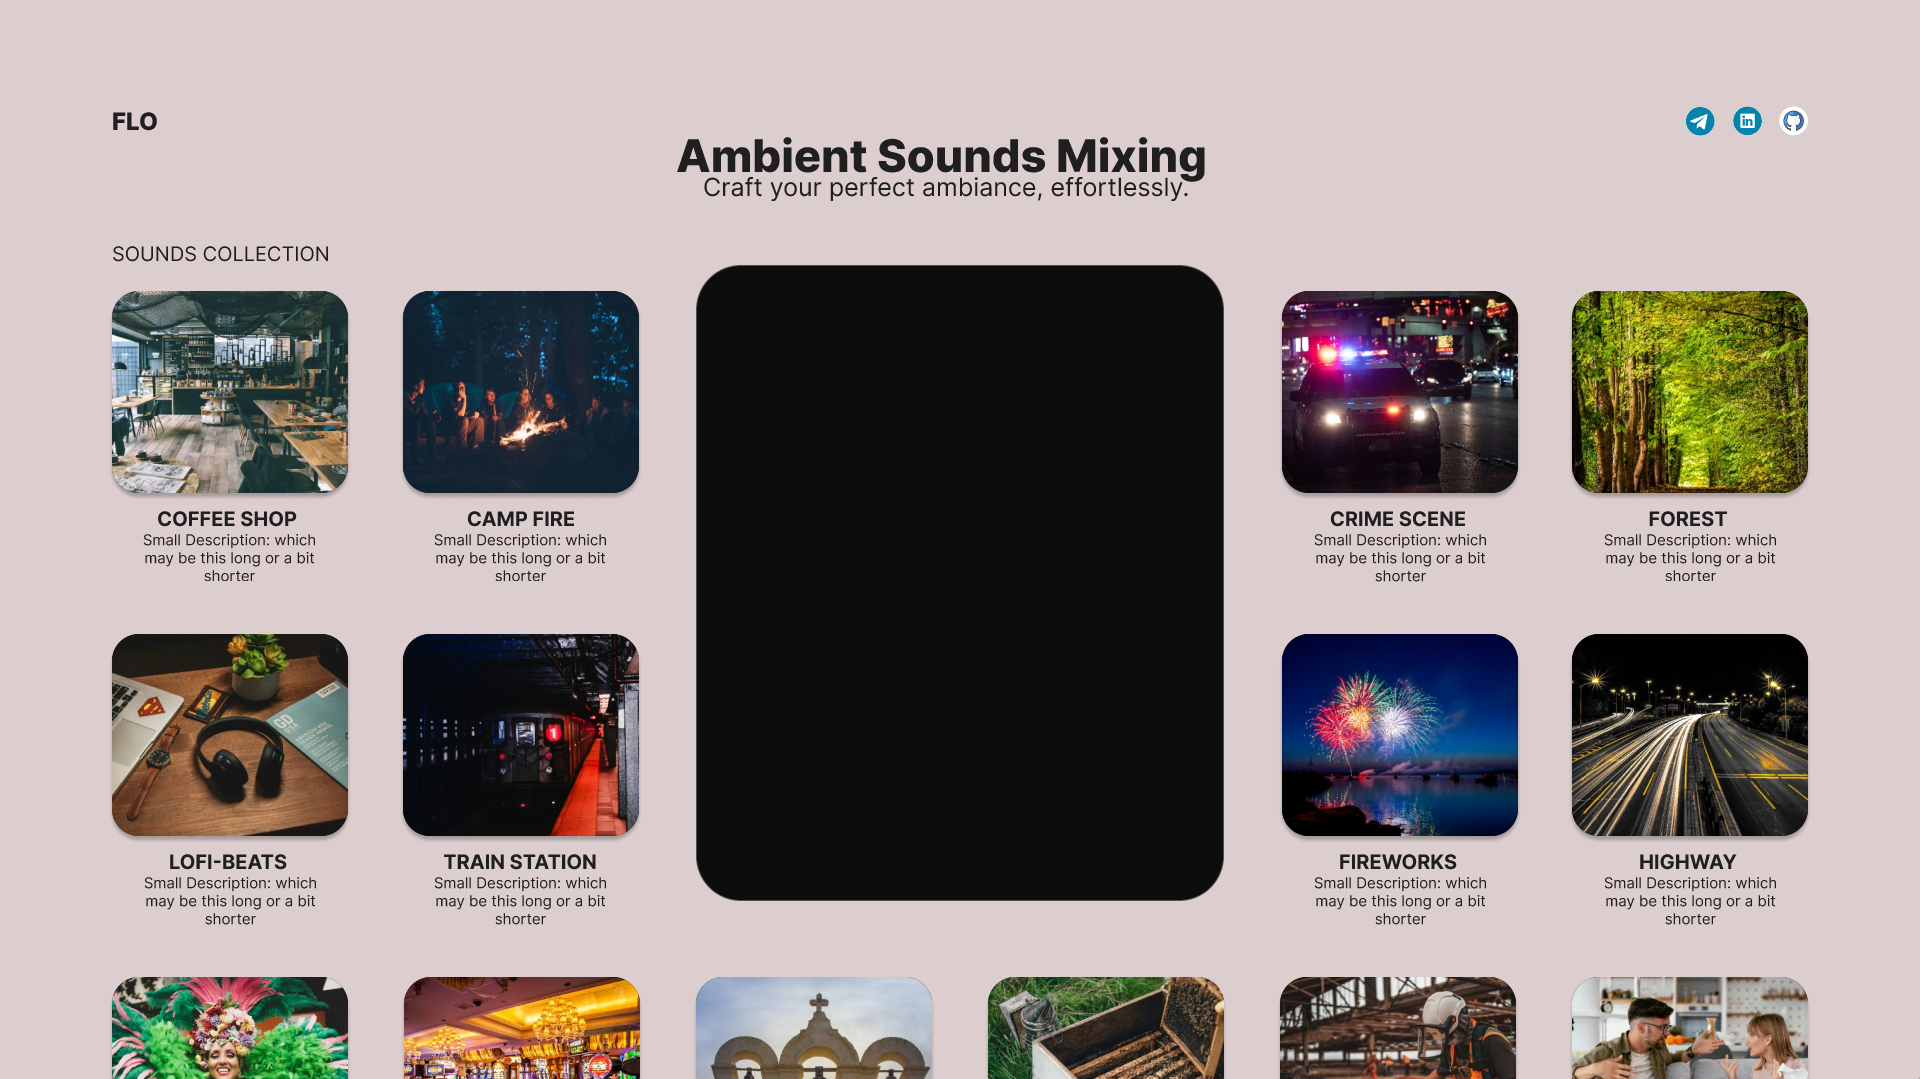 FLO
Ambient Sounds Mixing
Craft your perfect ambiance, effortlessly.
SOUNDS COLLECTION
COFFEE SHOP
Small Description: which
may be this long or a bit
shorter
CAMP FIRE
Small Description: which
may be this long or a bit
shorter
CRIME SCENE
Small Description: which
may be this long or a bit
shorter
FOREST
Small Description: which
may be this long or a bit
shorter
1
LOFI-BEATS
Small Description: which
may be this long or a bit
shorter
TRAIN STATION
Small Description: which
may be this long or a bit
shorter
FIREWORKS
Small Description: which
may be this long or a bit
shorter
HIGHWAY
Small Description: which
may be this long or a bit
shorter